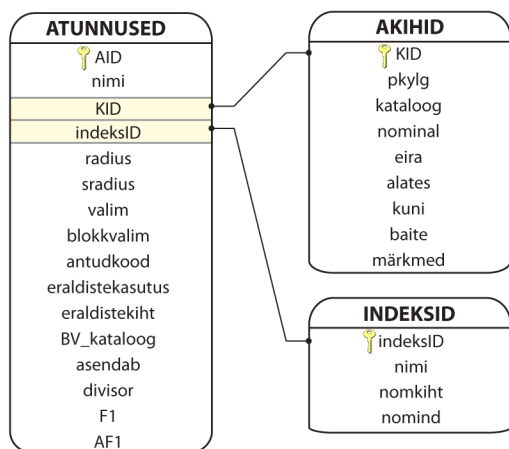 ATUNNUSED
AID
nimi
KID
indeksID
radius
sradius
valim
blokkvalim
antudkood
eraldistekasutus
eraldistekiht
BV_kataloog
asendab
divisor
F1
AF1
AKIHID
KID
pkylg
kataloog
nominal
eira
alates
kuni
baite
märkmed
INDEKSID
indeksID
nimi
nomkiht
nomind